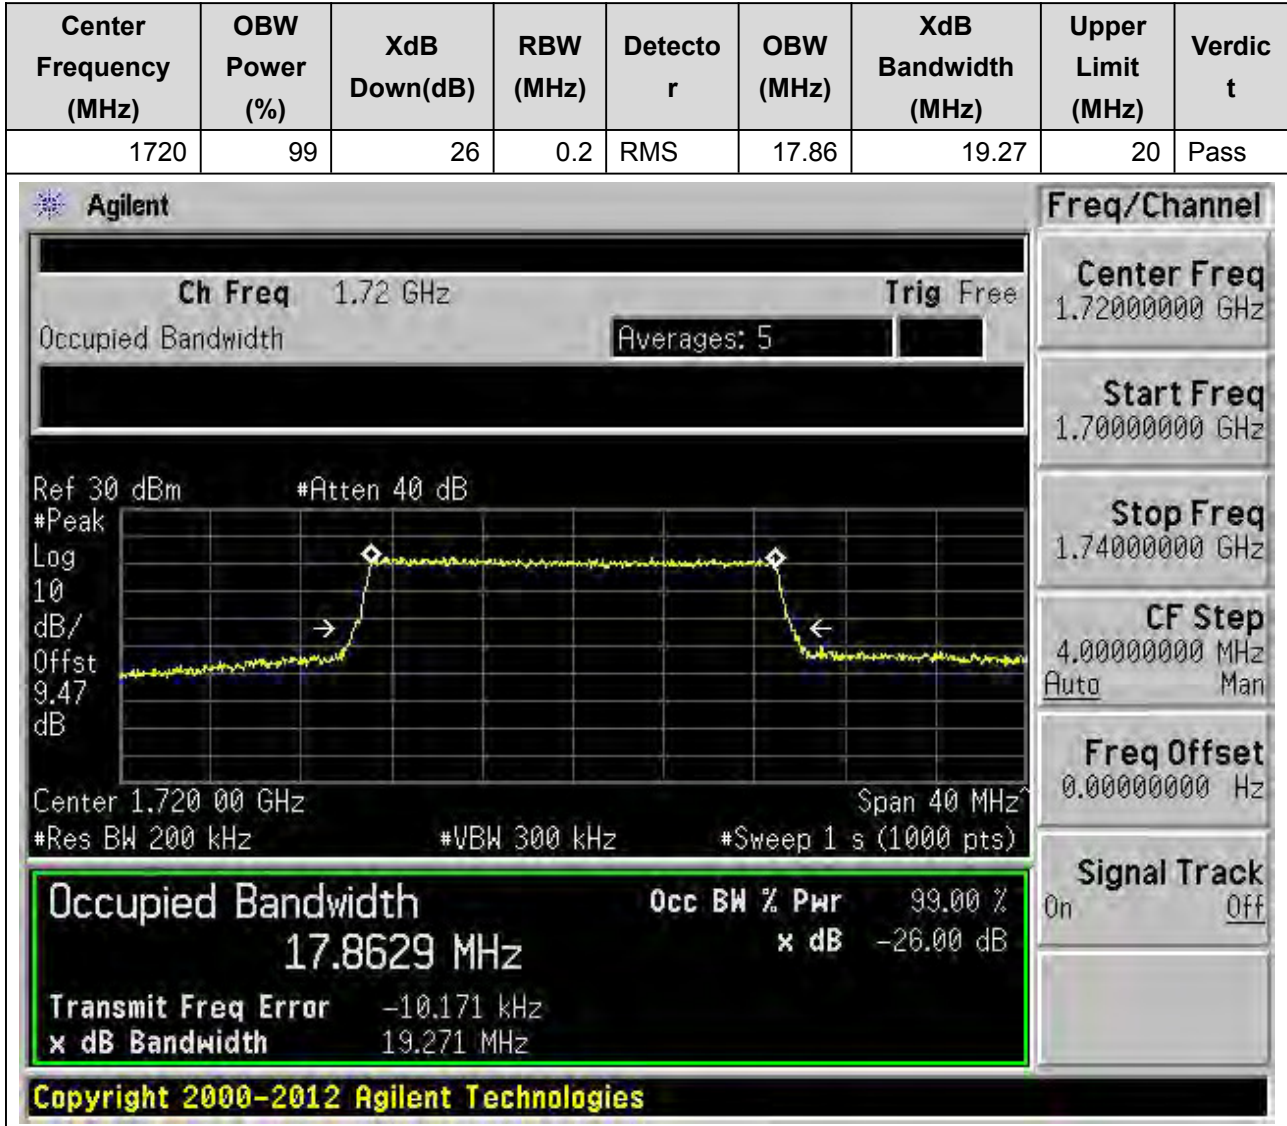 Center Frequency (MHz) OBW Power (%) XdB Down(dB) RBW (MHz) Detecto r OBW (MHz) XdB Bandwidth (MHz) Upper Limit (MHz) Verdic t
1720 99 26 0.2 RMS 17.86 19.27 20 Pass
Agilent
Freq/Channel
Ch Freq 1.72 GHz Trig Free
Occupied Bandwidth Averages: 5
Center Freq
1.72000000 GHz
Start Freq
1.70000000 GHz
Stop Freq
1.74000000 GHz
CF Step
4.00000000 MHz
Auto Man
Freq Offset
0.00000000 Hz
Signal Track
On Off
Ref 30 dBm #Atten 40 dB
#Peak
Log
10
dB/
Offst
9.47
dB
Center 1.720 00 GHz Span 40 MHz^
#Res BW 200 kHz #VBW 300 kHz #Sweep 1 s (1000 pts)
Occupied Bandwidth Occ BW % Pwr 99.00 %
17.8629 MHz x dB -26.00 dB
Transmit Freq Error -10.171 kHz
x dB Bandwidth 19.271 MHz
Copyright 2000-2012 Agilent Technologies